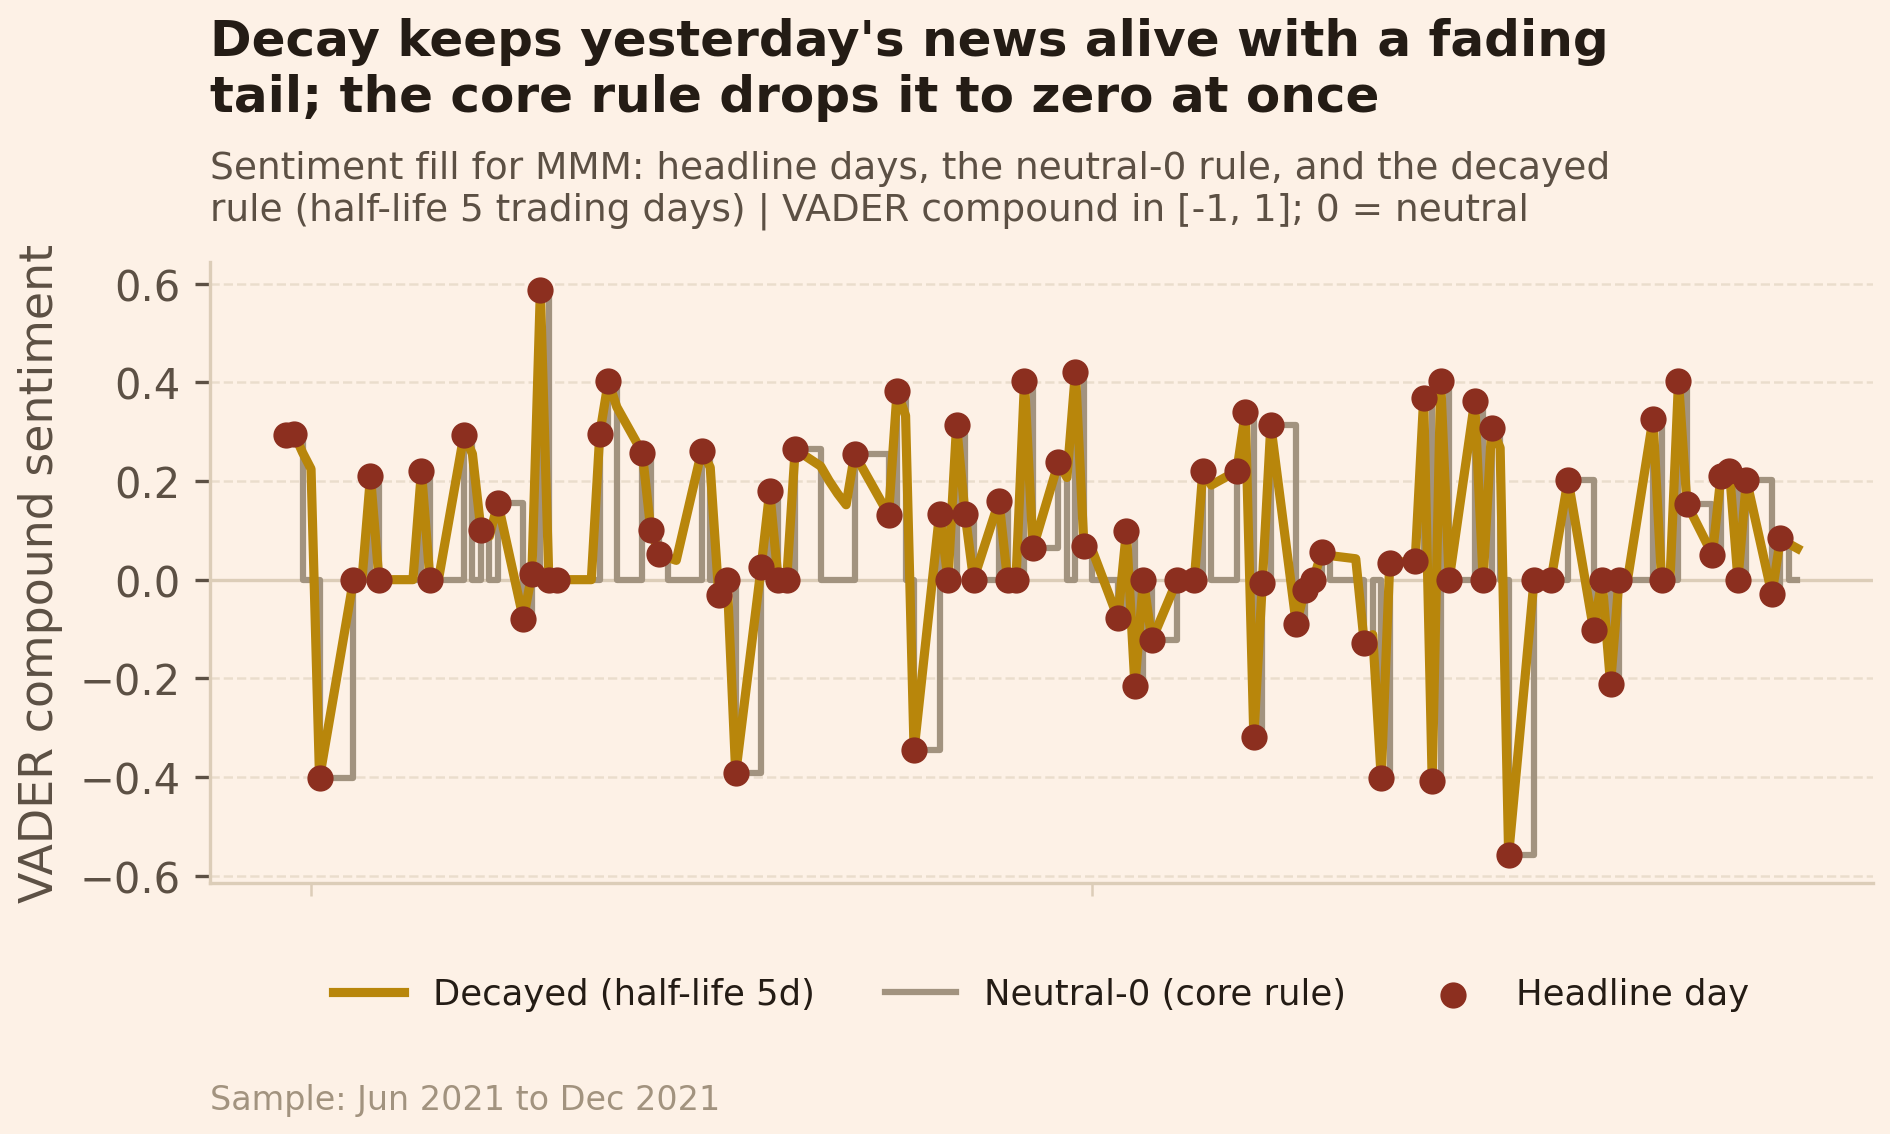 Decay keeps yesterday's news alive with a fading
tail; the core rule drops it to zero at once
Sentiment fill for MMM: headline days, the neutral-0 rule, and the decayed
rule (half-life 5 trading days) | VADER compound in [-1, 1]; 0 = neutral
VADER compound sentiment
0.6
0.4
0.2
0.0
−0.2
−0.4
−0.6
Decayed (half-life 5d)
Neutral-0 (core rule)
Headline day
Sample: Jun 2021 to Dec 2021